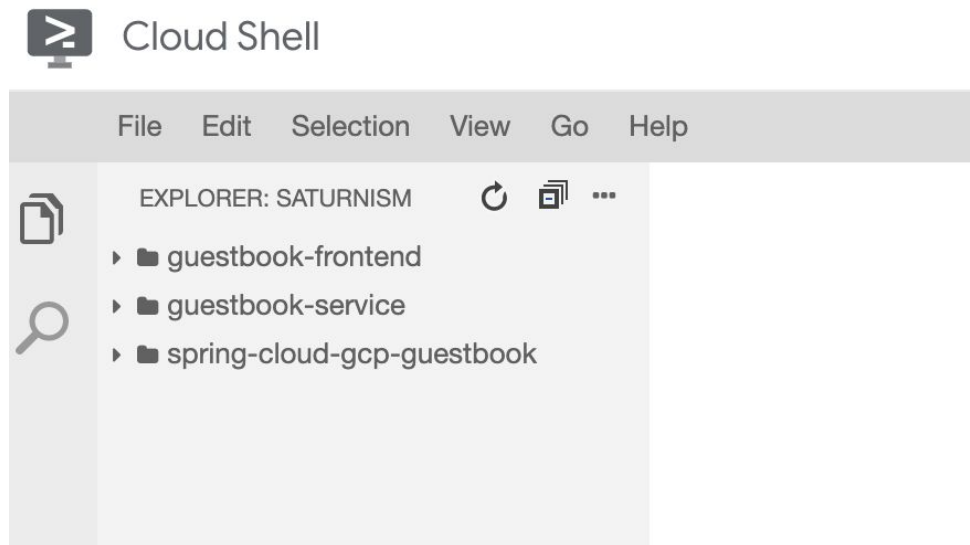 Cloud Shell
File Edit Selection View Go Help
EXPLORER: SATURNISM
guestbook-frontend
guestbook-service
spring-cloud-gcp-guestbook